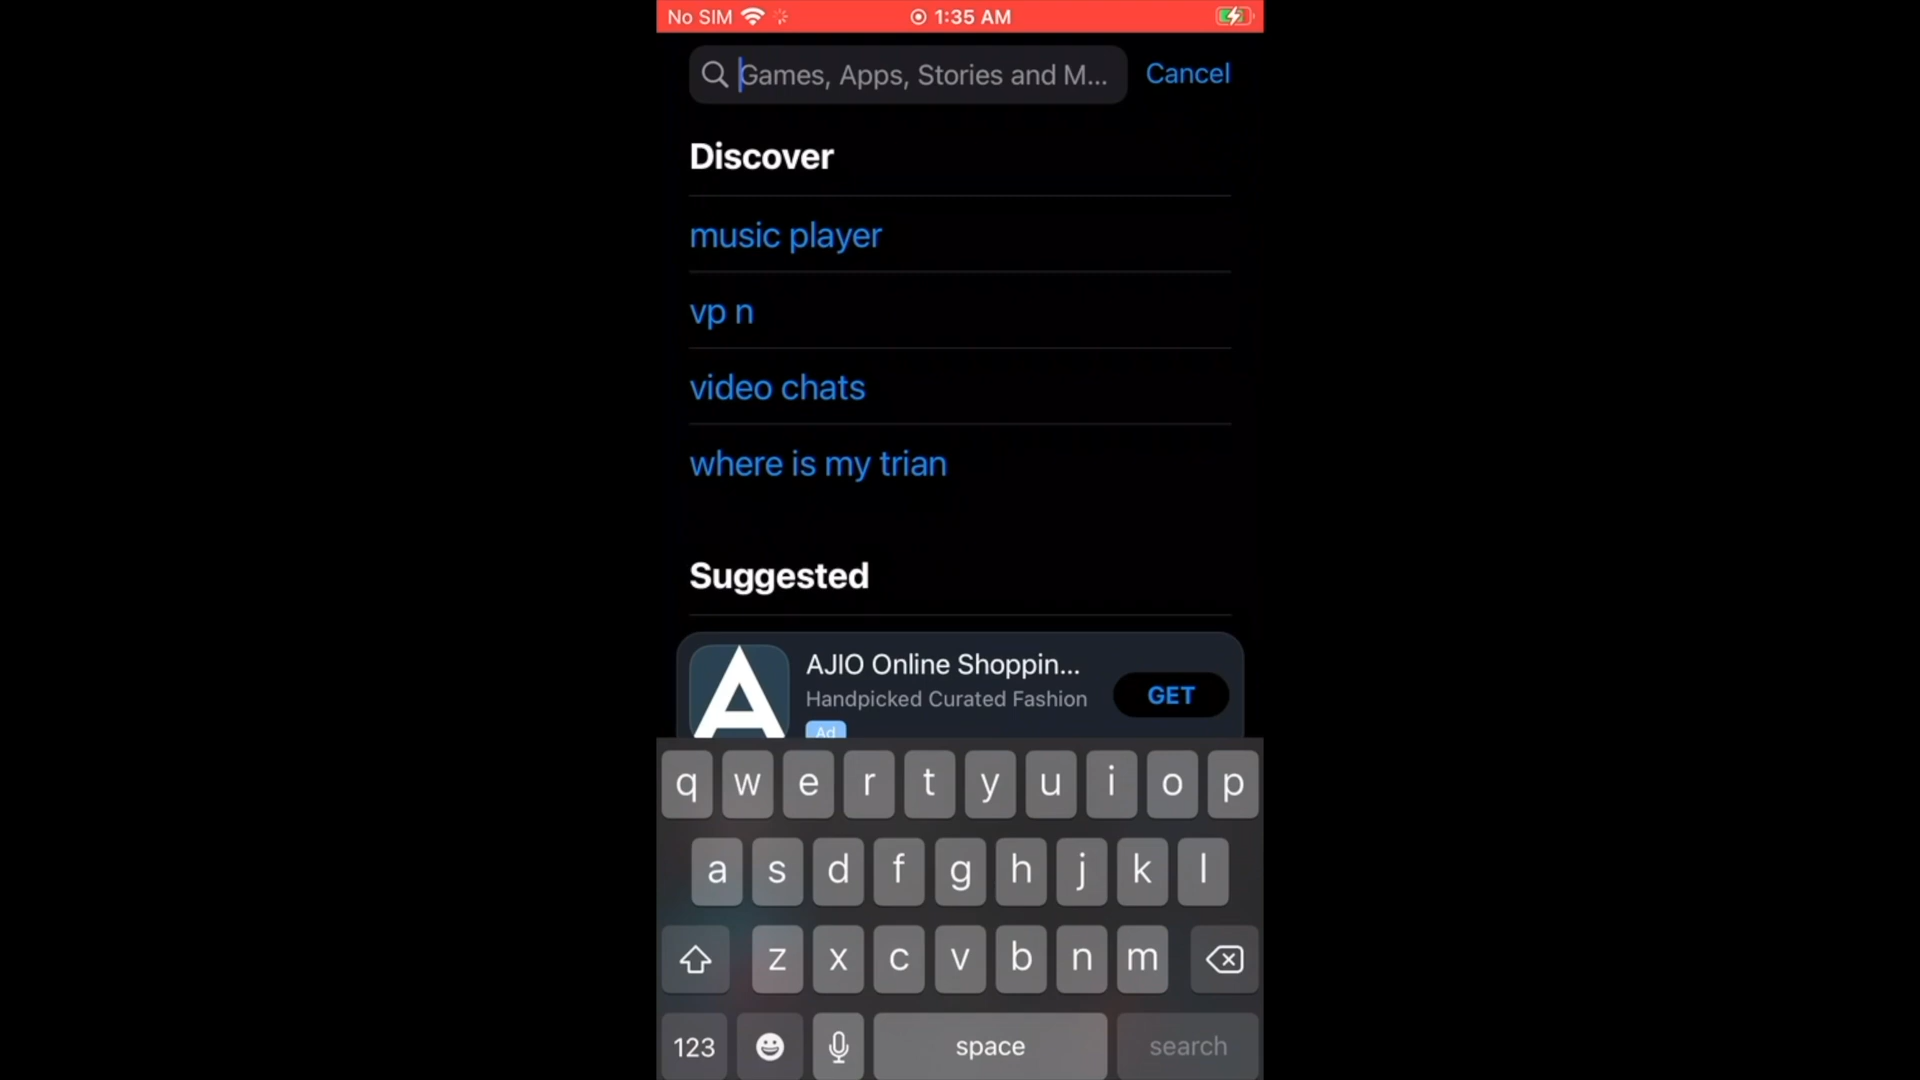 No SIM 1:35 AM
Games, Apps, Stories and M... Cancel
Discover
music player
vp n
video chats
where is my trian
Suggested
AJIO Online Shoppin...
Handpicked Curated Fashion
GET
Ad
q w e r t y u i o p
a s d f g h j k l
z x c v b n m
123 space search